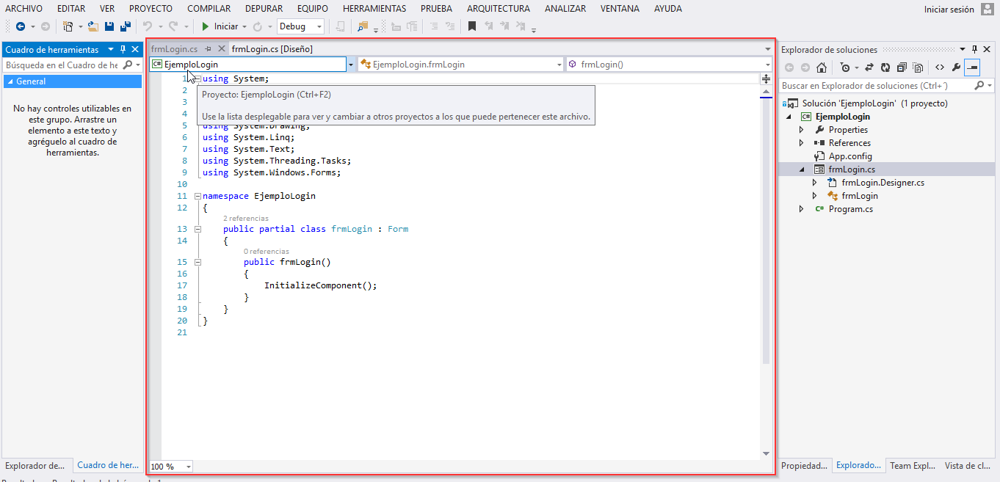 ARCHIVO EDITAR VER PROYECTO COMPILAR DEPURAR EQUIPO HERRAMIENTAS PRUEBA ARQUITECTURA ANALIZAR VENTANA AYUDA Iniciar sesión
Iniciar Debug
Cuadro de herramientas
Búsqueda en el Cuadro de he
General
No hay controles utilizables en
este grupo. Arrastre un
elemento a este texto y
agréguelo al cuadro de
herramientas.
Explorador de... Cuadro de her...
frmLogin.cs frmLogin.cs [Diseño]
C# EjemploLogin EjemploLogin.frmLogin frmLogin()
1 using System;
Proyecto: EjemploLogin (Ctrl+F2)
Use la lista desplegable para ver y cambiar a otros proyectos a los que puede pertenecer este archivo.
2
3
4
5 using System.Drawing;
6 using System.Linq;
7 using System.Text;
8 using System.Threading.Tasks;
9 using System.Windows.Forms;
10
11 namespace EjemploLogin
12 {
2 referencias
13 public partial class frmLogin : Form
14 {
0 referencias
15 public frmLogin()
16 {
17 InitializeComponent();
18 }
19 }
20 }
21
100 %
Explorador de soluciones
Buscar en Explorador de soluciones (Ctrl+´)
Solución 'EjemploLogin' (1 proyecto)
C# EjemploLogin
Properties
References
App.config
frmLogin.cs
frmLogin.Designer.cs
frmLogin
C# Program.cs
Propiedad... Explorado... Team Expl... Vista de cl...